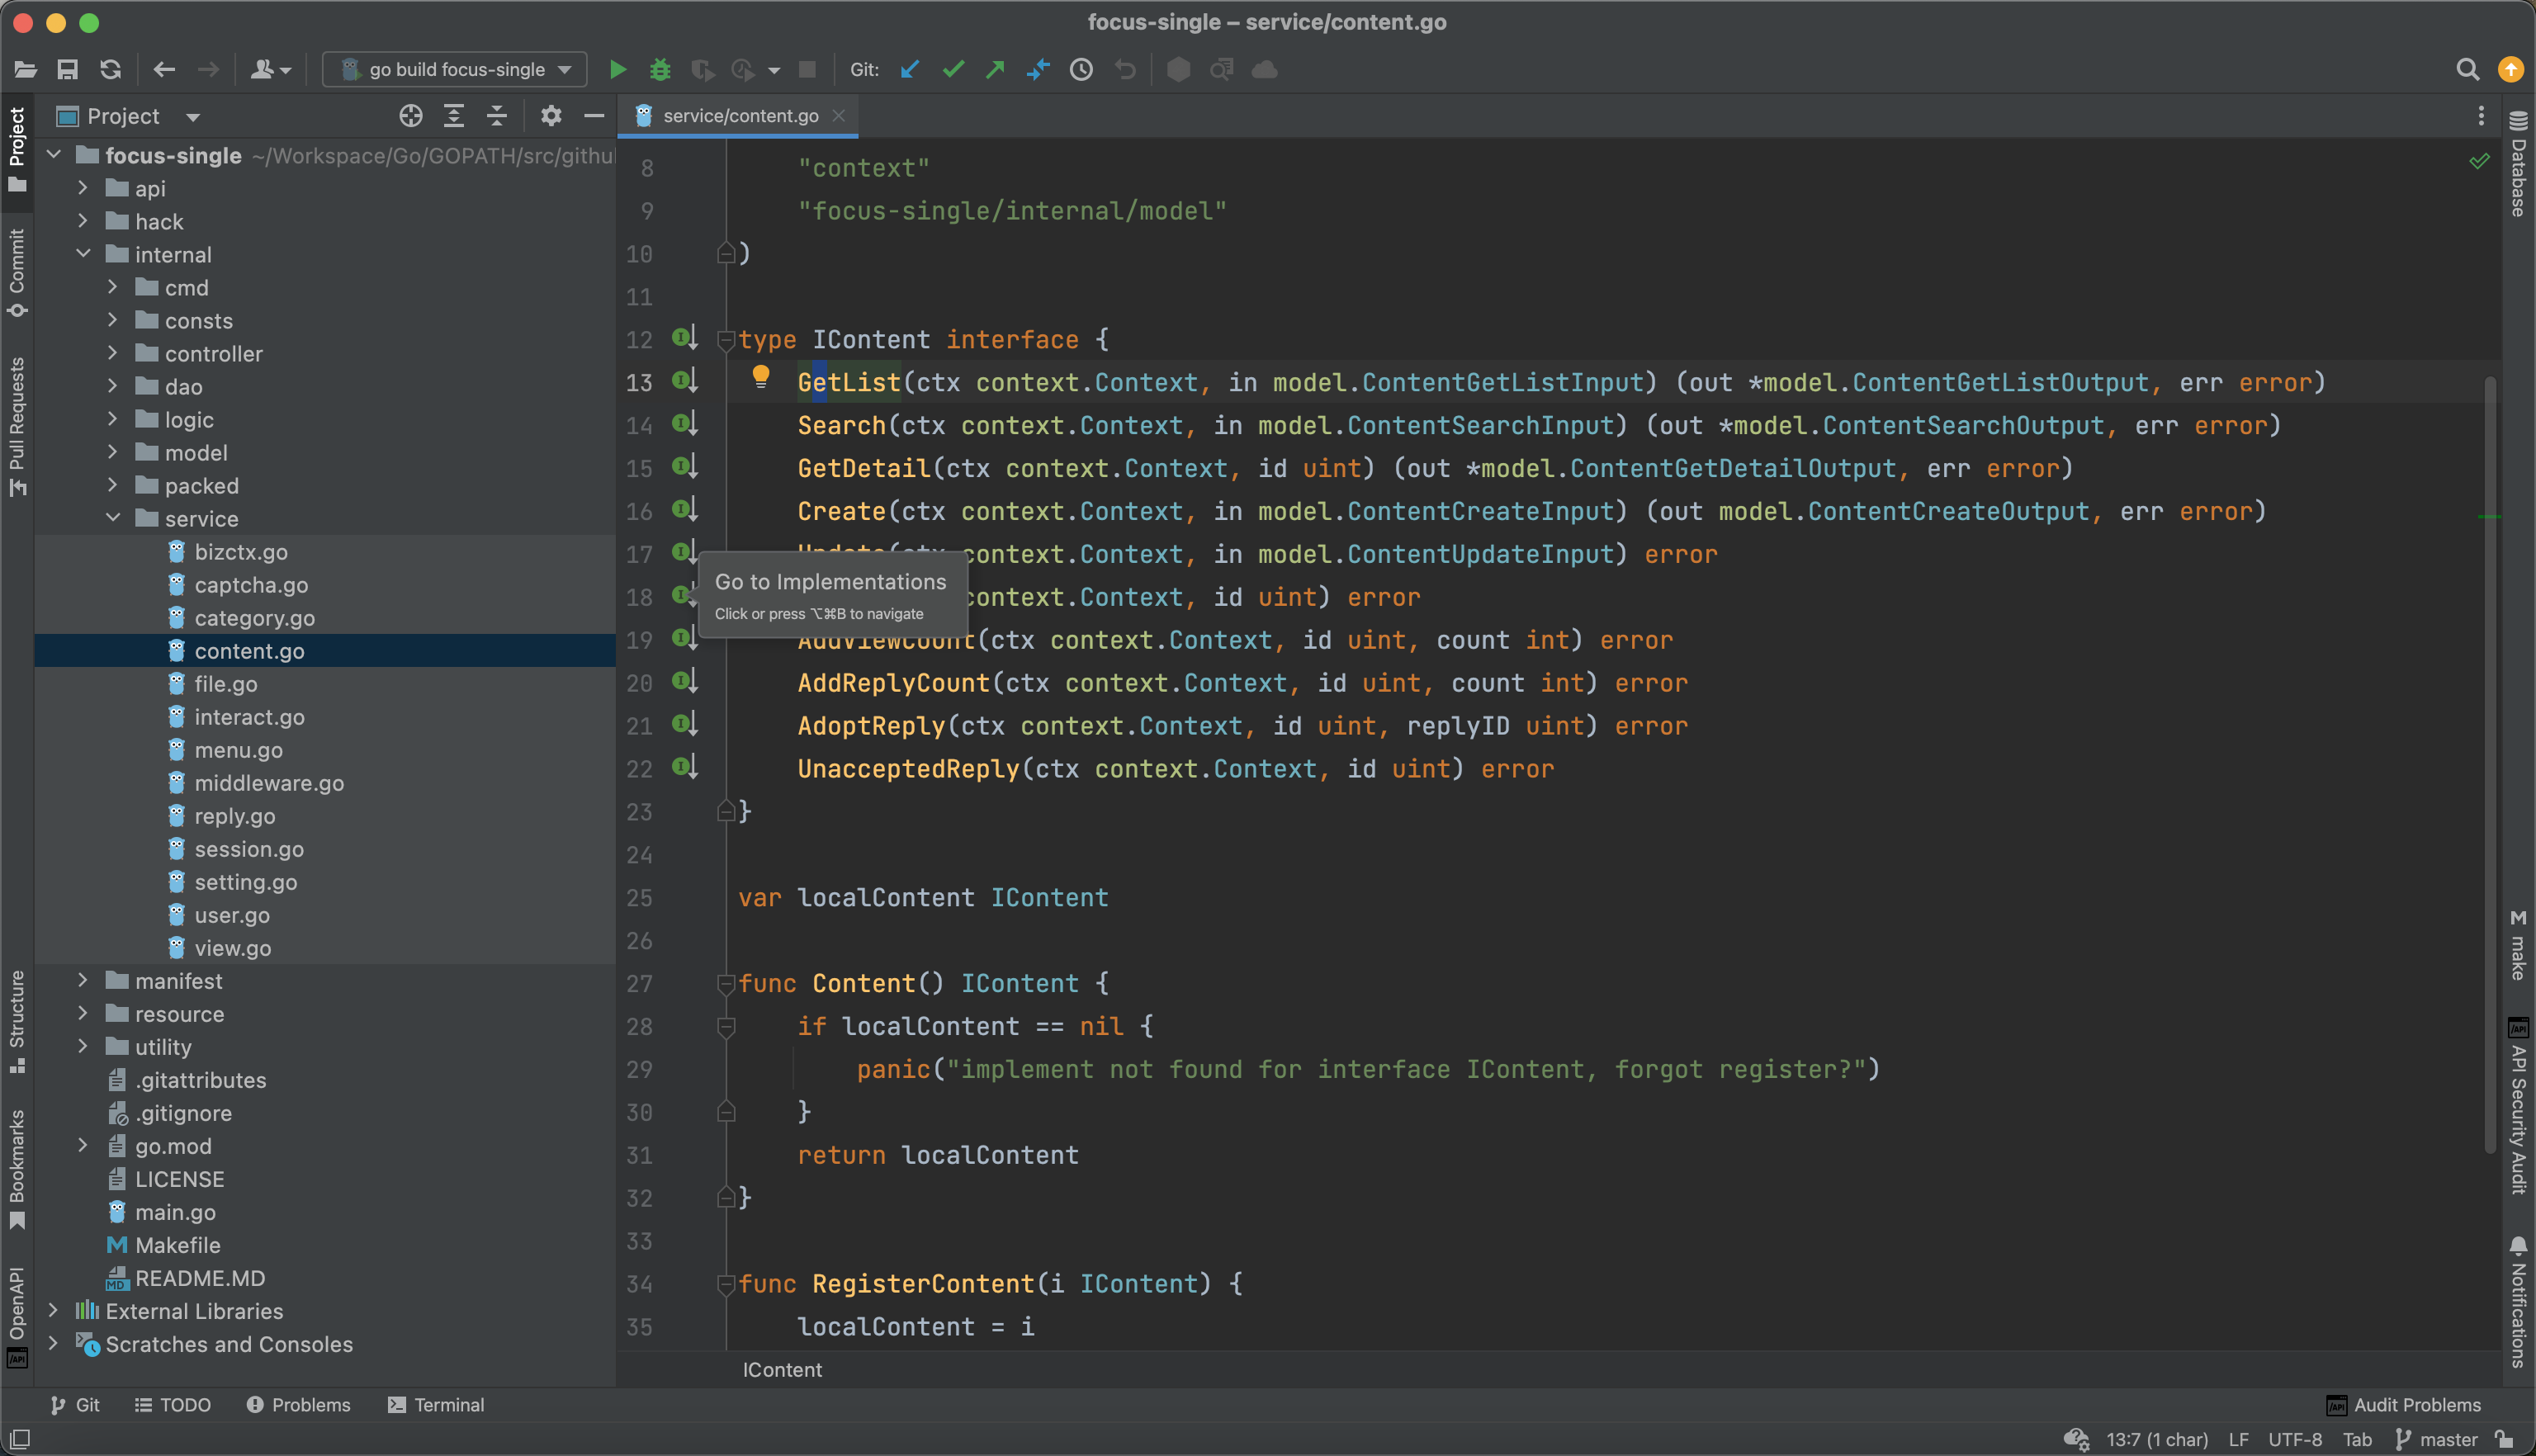 focus-single – service/content.go
go build focus-single
Git:
Project
service/content.go
Project
Commit
Pull Requests
Structure
Bookmarks
OpenAPI
focus-single ~/Workspace/Go/GOPATH/src/github
api
hack
internal
cmd
consts
controller
dao
logic
model
packed
service
bizctx.go
captcha.go
category.go
content.go
file.go
interact.go
menu.go
middleware.go
reply.go
session.go
setting.go
user.go
view.go
manifest
resource
utility
.gitattributes
.gitignore
go.mod
LICENSE
main.go
Makefile
README.MD
External Libraries
Scratches and Consoles
8 "context"
9 "focus-single/internal/model"
10 )
11
12 type IContent interface {
13 GetList(ctx context.Context, in model.ContentGetListInput) (out *model.ContentGetListOutput, err error)
14 Search(ctx context.Context, in model.ContentSearchInput) (out *model.ContentSearchOutput, err error)
15 GetDetail(ctx context.Context, id uint) (out *model.ContentGetDetailOutput, err error)
16 Create(ctx context.Context, in model.ContentCreateInput) (out model.ContentCreateOutput, err error)
17 Update(ctx context.Context, in model.ContentUpdateInput) error
18 context.Context, id uint) error
Go to Implementations
Click or press ⌥⌘B to navigate
19 AddViewCount(ctx context.Context, id uint, count int) error
20 AddReplyCount(ctx context.Context, id uint, count int) error
21 AdoptReply(ctx context.Context, id uint, replyID uint) error
22 UnacceptedReply(ctx context.Context, id uint) error
23 }
24
25 var localContent IContent
26
27 func Content() IContent {
28 if localContent == nil {
29 panic("implement not found for interface IContent, forgot register?")
30 }
31 return localContent
32 }
33
34 func RegisterContent(i IContent) {
35 localContent = i
IContent
Database
make
API Security Audit
Notifications
Git
TODO
Problems
Terminal
Audit Problems
13:7 (1 char)
LF
UTF-8
Tab
master